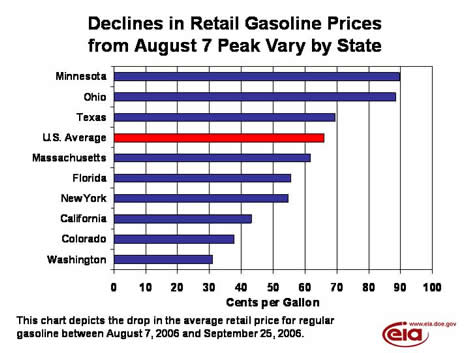 Declines in Retail Gasoline Prices
from August 7 Peak Vary by State
Minnesota
Ohio
Texas
U.S. Average
Massachusetts
Florida
New York
California
Colorado
Washington
0 10 20 30 40 50 60 70 80 90 100
Cents per Gallon
This chart depicts the drop in the average retail price for regular
gasoline between August 7, 2006 and September 25, 2006.
www.eia.doe.gov
eia